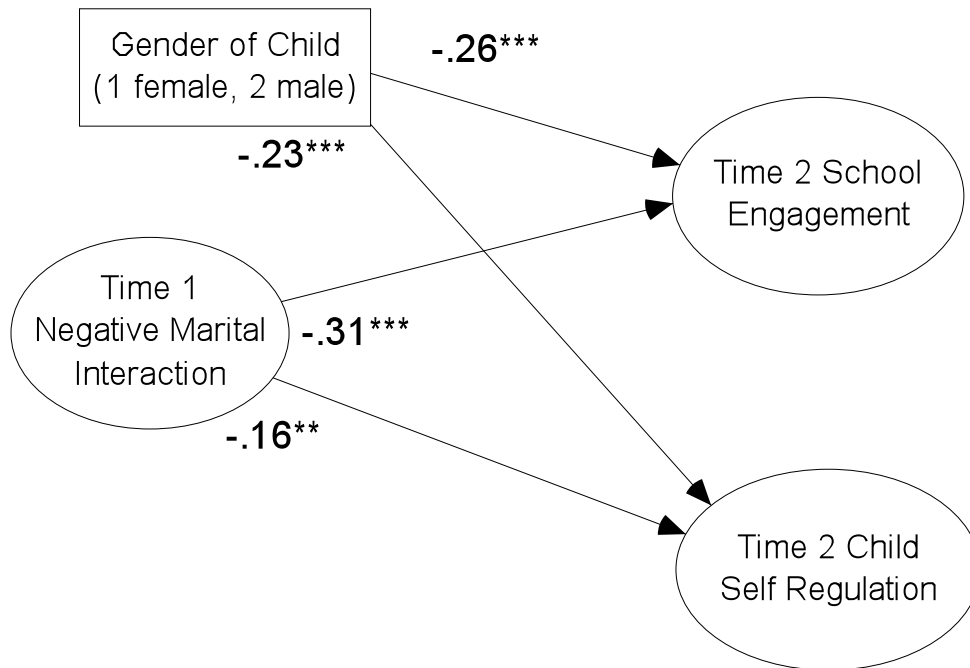 Gender of Child
(1 female, 2 male)
-.26***
-.23***
Time 2 School
Engagement
Time 1
Negative Marital
Interaction
-.31***
-.16**
Time 2 Child
Self Regulation